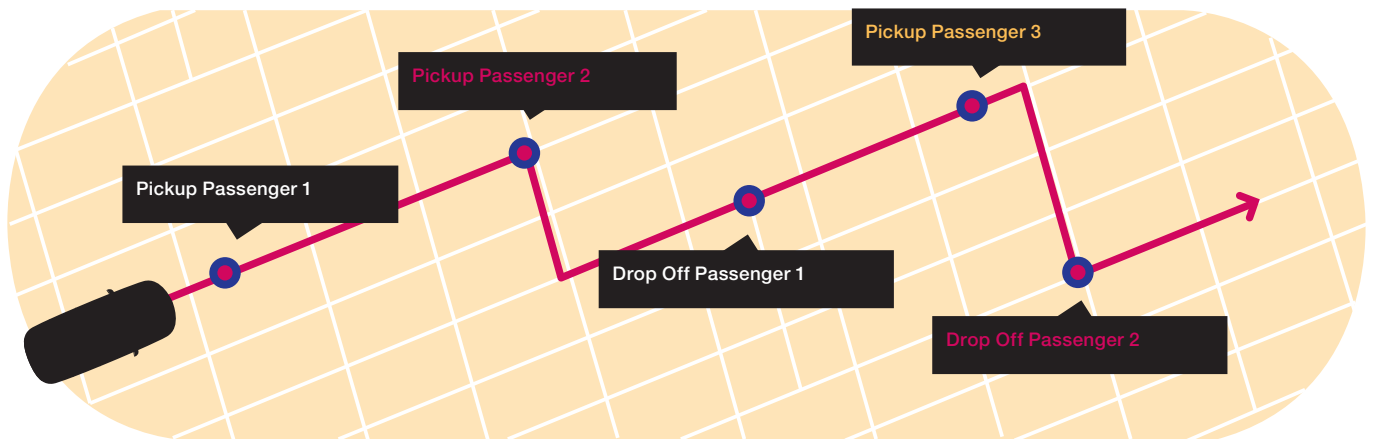 Pickup Passenger 1
Pickup Passenger 2
Drop Off Passenger 1
Pickup Passenger 3
Drop Off Passenger 2